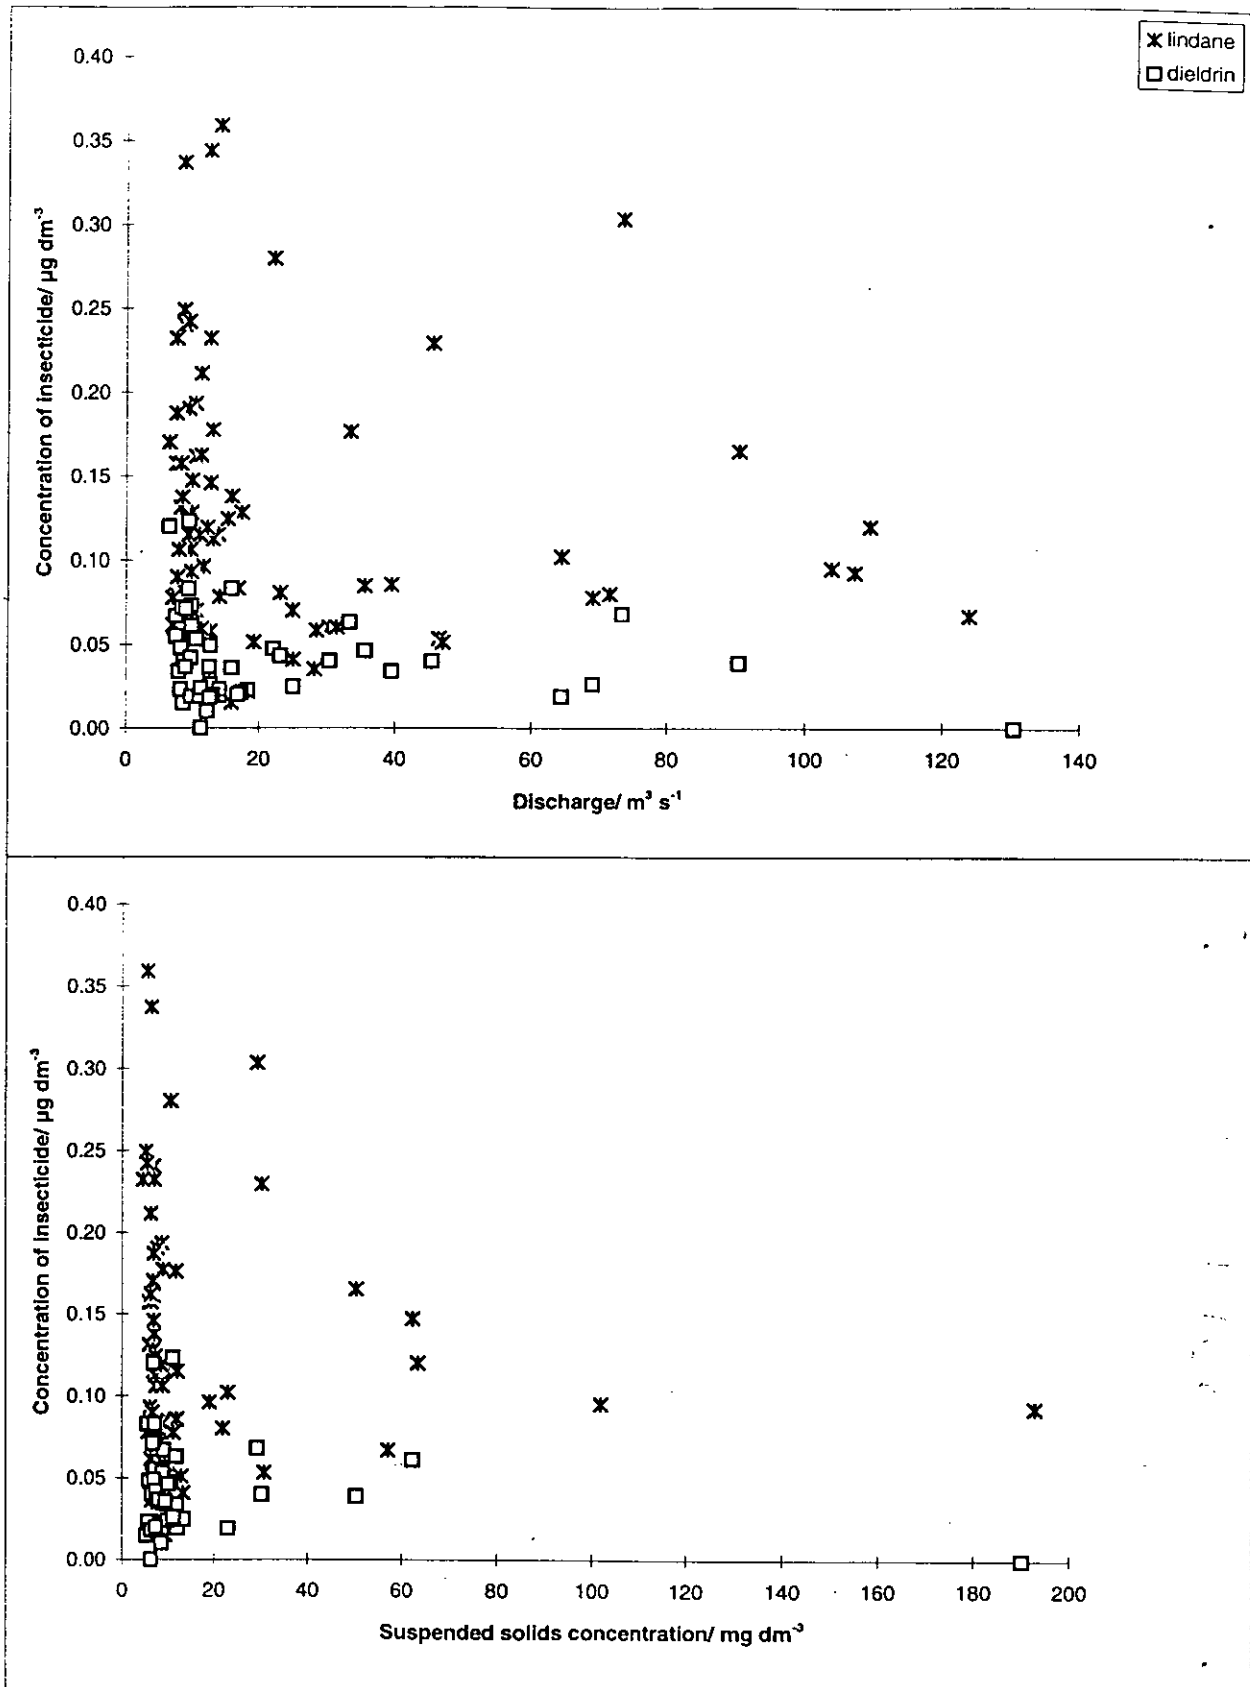 lindane
dieldrin
0.40
0.35
0.30
0.25
0.20
0.15
0.10
0.05
0.00
Concentration of insecticide/ µg dm⁻³
0 20 40 60 80 100 120 140
Discharge/ m³ s⁻¹
0.40
0.35
0.30
0.25
0.20
0.15
0.10
0.05
0.00
Concentration of insecticide/ µg dm⁻³
0 20 40 60 80 100 120 140 160 180 200
Suspended solids concentration/ mg dm⁻³